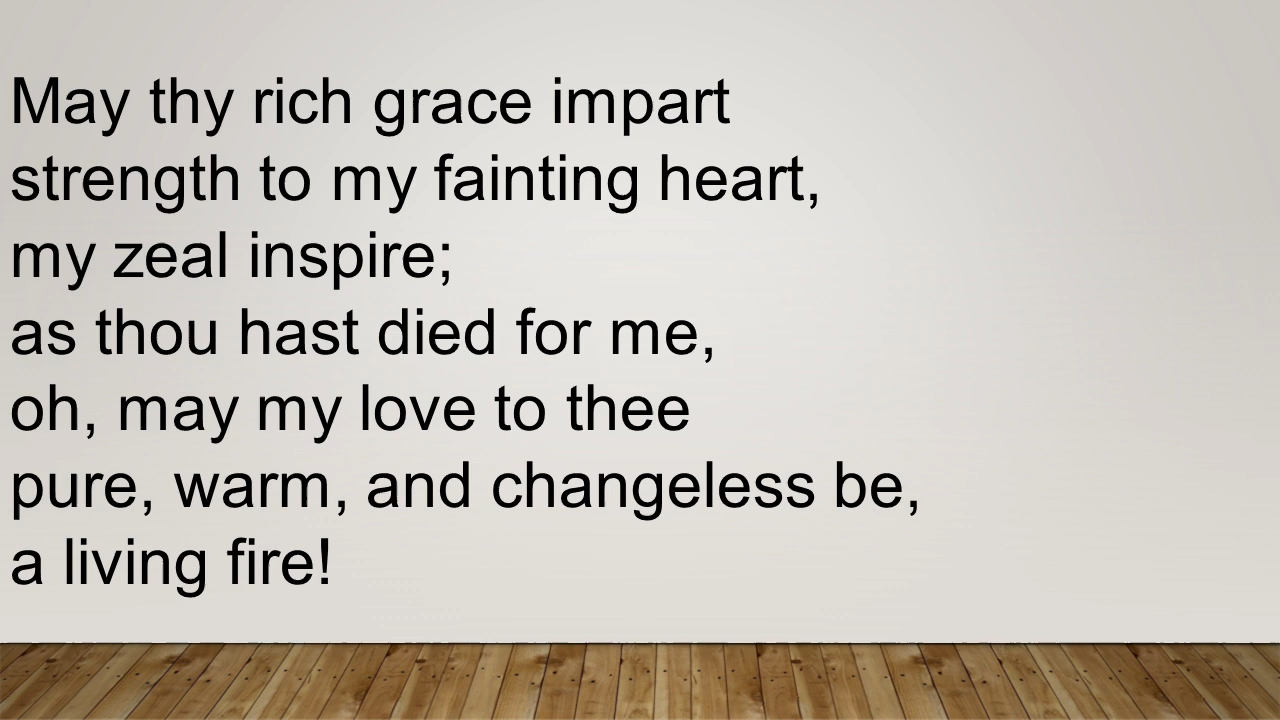 May thy rich grace impart
strength to my fainting heart,
my zeal inspire;
as thou hast died for me,
oh, may my love to thee
pure, warm, and changeless be,
a living fire!